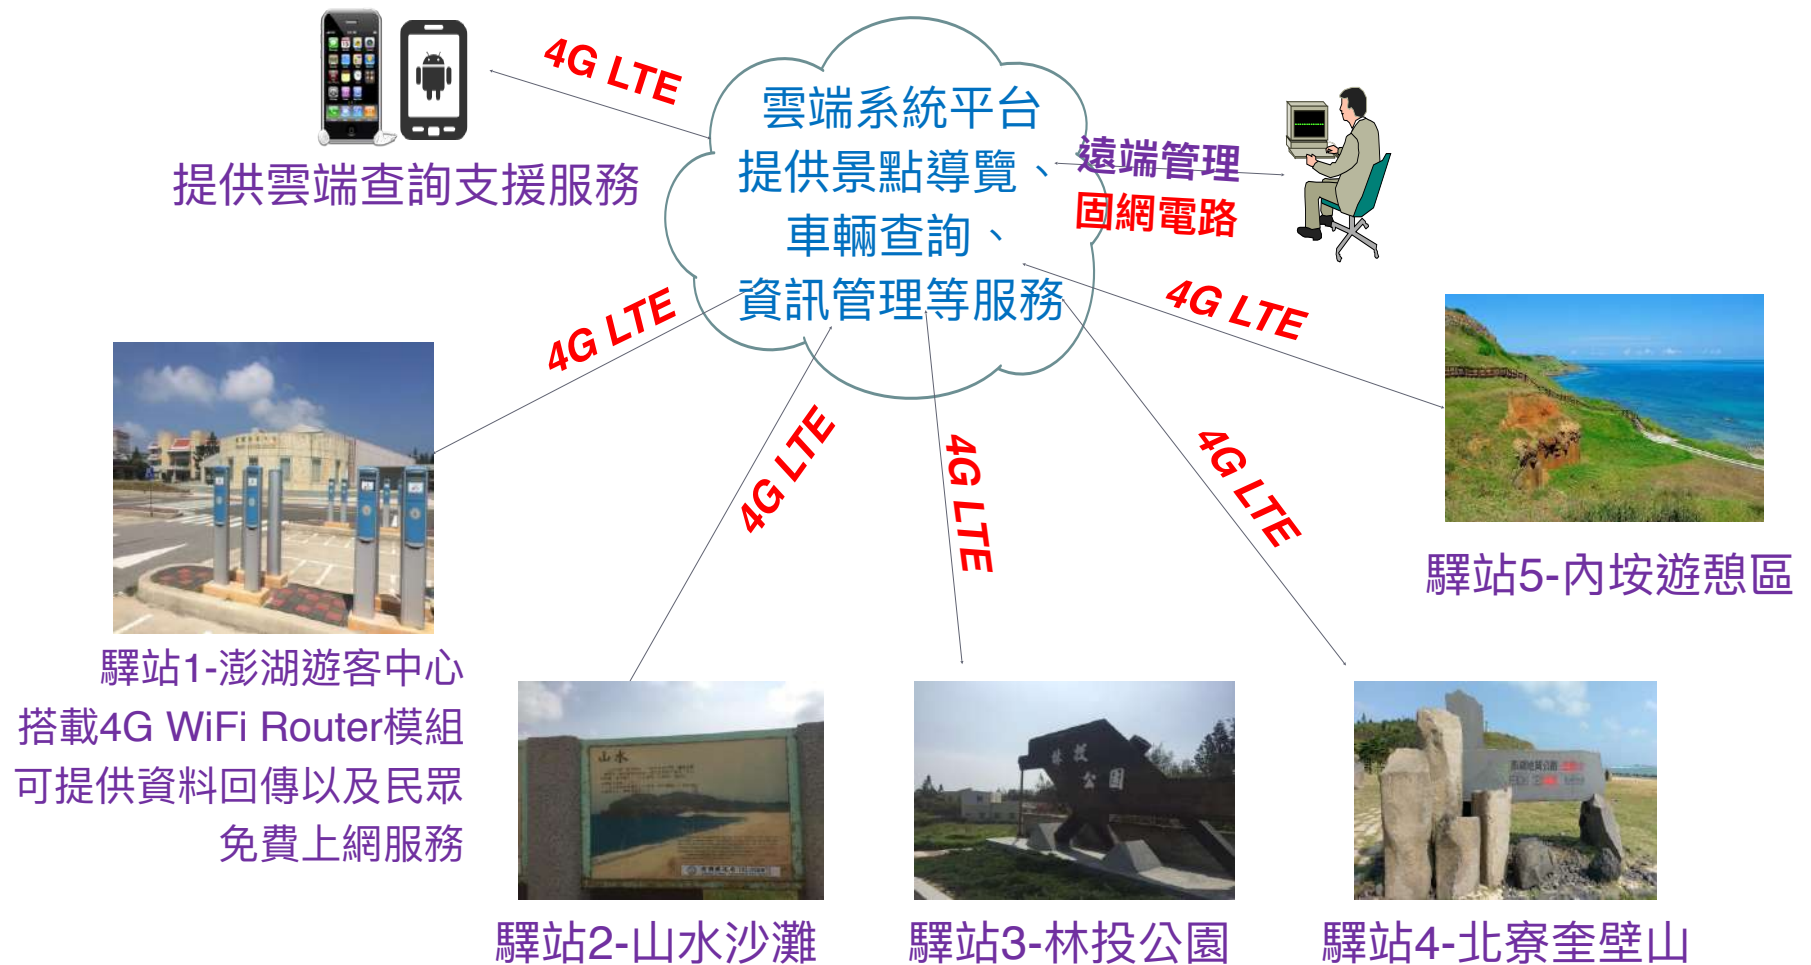 4G LTE
提供雲端查詢支援服務
雲端系統平台
提供景點導覽、
車輛查詢、
資訊管理等服務
遠端管理
固網電路
4G LTE
4G LTE
4G LTE
4G LTE
4G LTE
驛站1-澎湖遊客中心
搭載4G WiFi Router模組
可提供資料回傳以及民眾
免費上網服務
山水
驛站2-山水沙灘
林投
公園
驛站3-林投公園
驛站4-北寮奎壁山
驛站5-內垵遊憩區